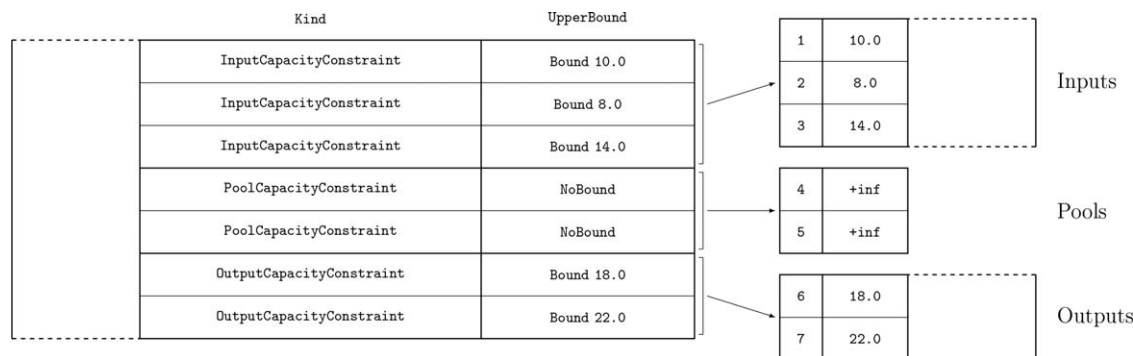 Kind UpperBound
InputCapacityConstraint Bound 10.0
InputCapacityConstraint Bound 8.0
InputCapacityConstraint Bound 14.0
PoolCapacityConstraint NoBound
PoolCapacityConstraint NoBound
OutputCapacityConstraint Bound 18.0
OutputCapacityConstraint Bound 22.0
1 10.0
2 8.0
3 14.0
Inputs
4 +inf
5 +inf
Pools
6 18.0
7 22.0
Outputs